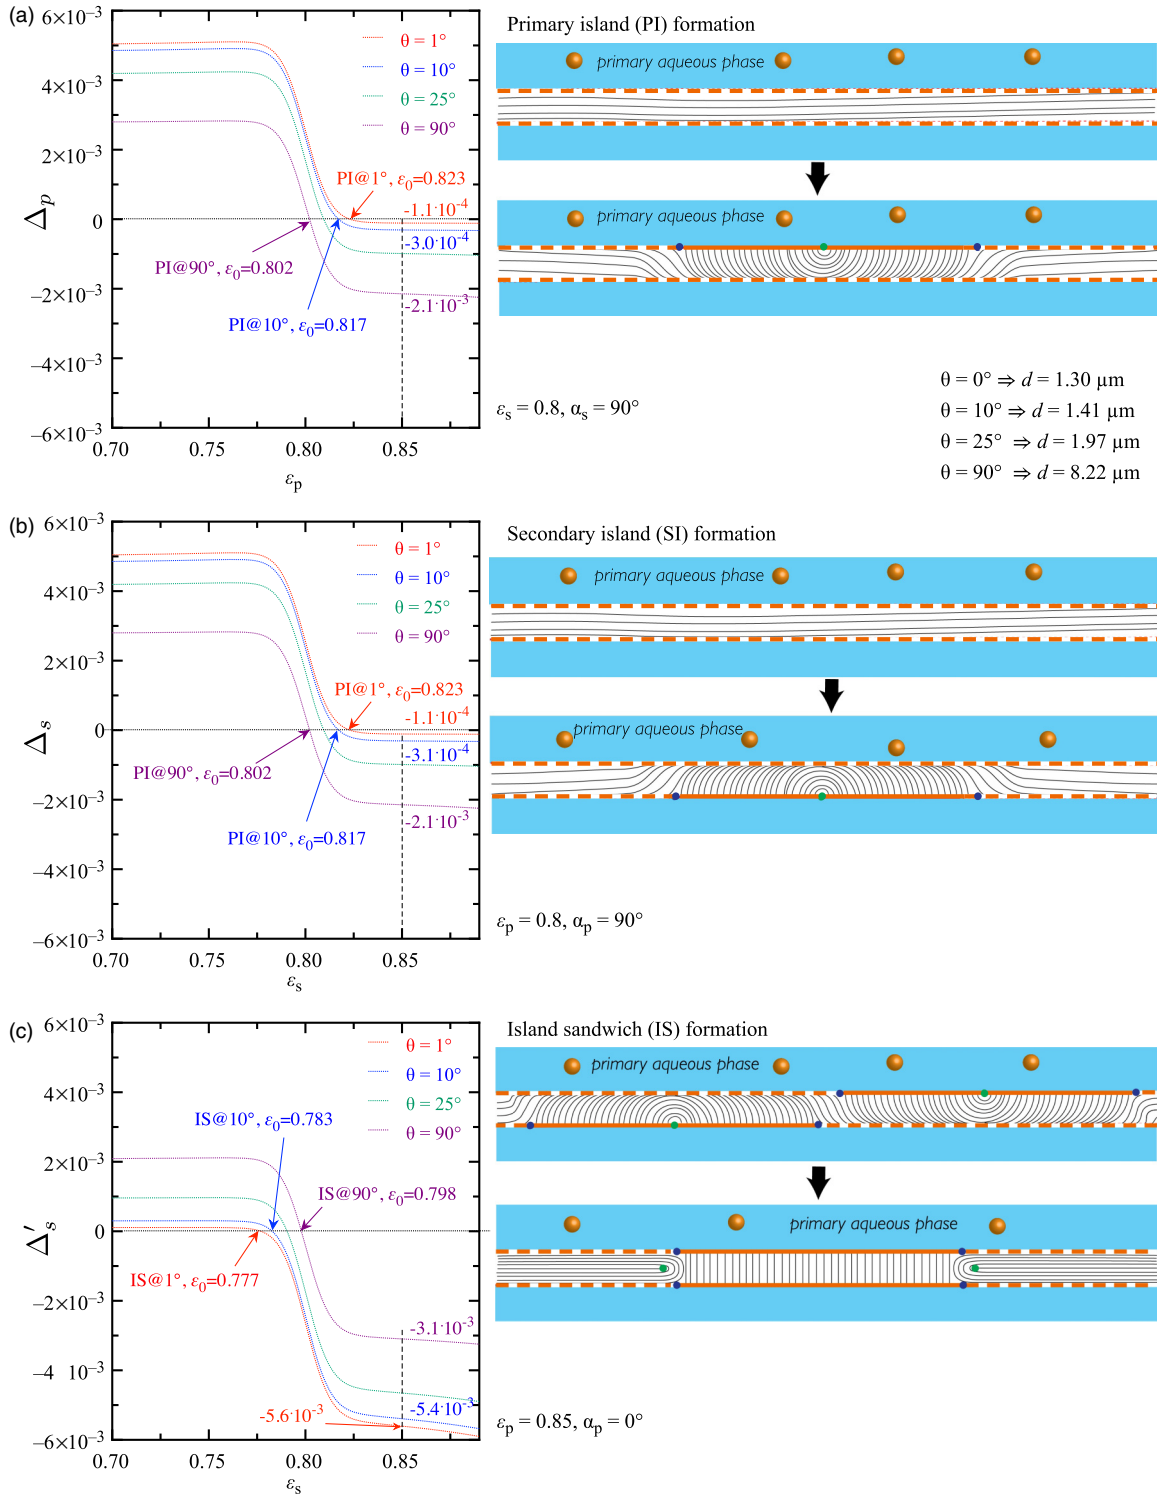 (a)
6×10⁻³
4×10⁻³
2×10⁻³
0
−2×10⁻³
−4×10⁻³
−6×10⁻³
Δp
θ = 1°
θ = 10°
θ = 25°
θ = 90°
PI@1°, ε₀=0.823
-1.1·10⁻⁴
-3.0·10⁻⁴
PI@90°, ε₀=0.802
-2.1·10⁻³
PI@10°, ε₀=0.817
0.70 0.75 0.80 0.85
εp
Primary island (PI) formation
primary aqueous phase
primary aqueous phase
εs = 0.8, αs = 90°
θ = 0° ⇒ d = 1.30 µm
θ = 10° ⇒ d = 1.41 µm
θ = 25° ⇒ d = 1.97 µm
θ = 90° ⇒ d = 8.22 µm
(b)
6×10⁻³
4×10⁻³
2×10⁻³
0
−2×10⁻³
−4×10⁻³
−6×10⁻³
Δs
θ = 1°
θ = 10°
θ = 25°
θ = 90°
PI@1°, ε₀=0.823
-1.1·10⁻⁴
-3.1·10⁻⁴
PI@90°, ε₀=0.802
-2.1·10⁻³
PI@10°, ε₀=0.817
0.70 0.75 0.80 0.85
εs
Secondary island (SI) formation
primary aqueous phase
primary aqueous phase
εp = 0.8, αp = 90°
(c)
6×10⁻³
4×10⁻³
2×10⁻³
0
−2×10⁻³
−4 10⁻³
−6×10⁻³
Δs′
θ = 1°
θ = 10°
θ = 25°
θ = 90°
IS@10°, ε₀=0.783
IS@90°, ε₀=0.798
IS@1°, ε₀=0.777
-3.1·10⁻³
-5.4·10⁻³
-5.6·10⁻³
0.70 0.75 0.80 0.85
εs
Island sandwich (IS) formation
primary aqueous phase
primary aqueous phase
εp = 0.85, αp = 0°